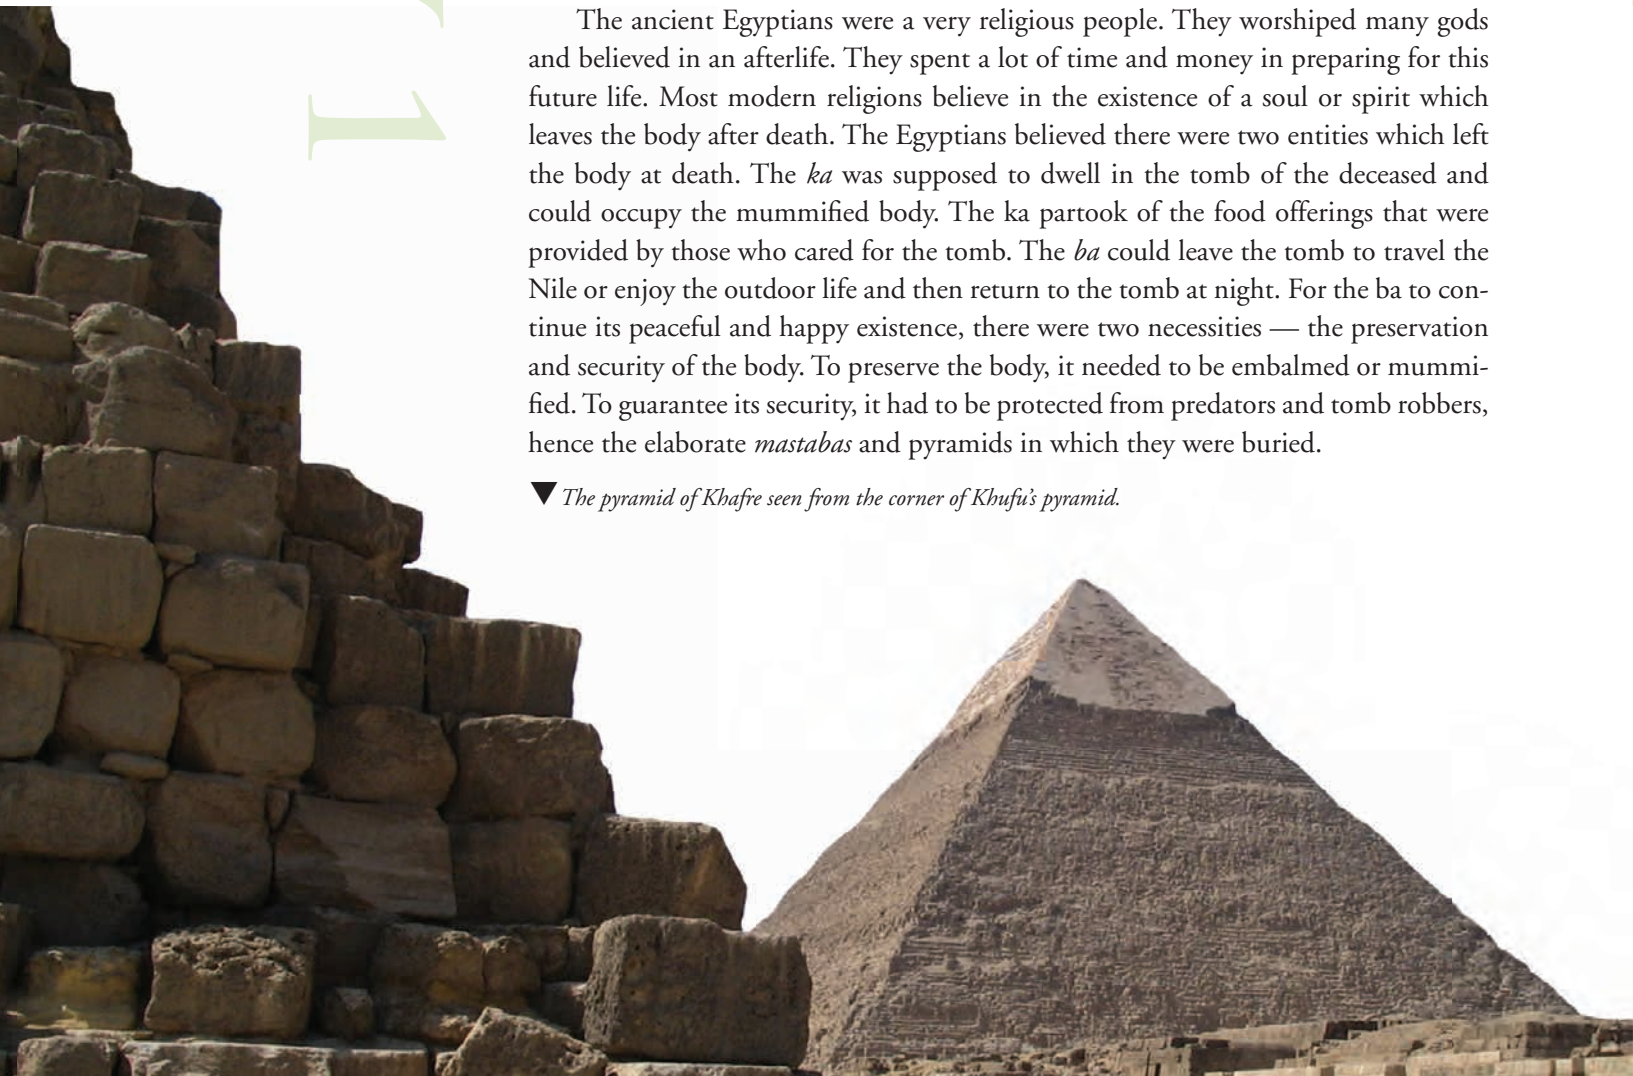 The ancient Egyptians were a very religious people. They worshiped many gods
and believed in an afterlife. They spent a lot of time and money in preparing for this
future life. Most modern religions believe in the existence of a soul or spirit which
leaves the body after death. The Egyptians believed there were two entities which left
the body at death. The ka was supposed to dwell in the tomb of the deceased and
could occupy the mummified body. The ka partook of the food offerings that were
provided by those who cared for the tomb. The ba could leave the tomb to travel the
Nile or enjoy the outdoor life and then return to the tomb at night. For the ba to con-
tinue its peaceful and happy existence, there were two necessities — the preservation
and security of the body. To preserve the body, it needed to be embalmed or mummi-
fied. To guarantee its security, it had to be protected from predators and tomb robbers,
hence the elaborate mastabas and pyramids in which they were buried.
▼ The pyramid of Khafre seen from the corner of Khufu's pyramid.
1